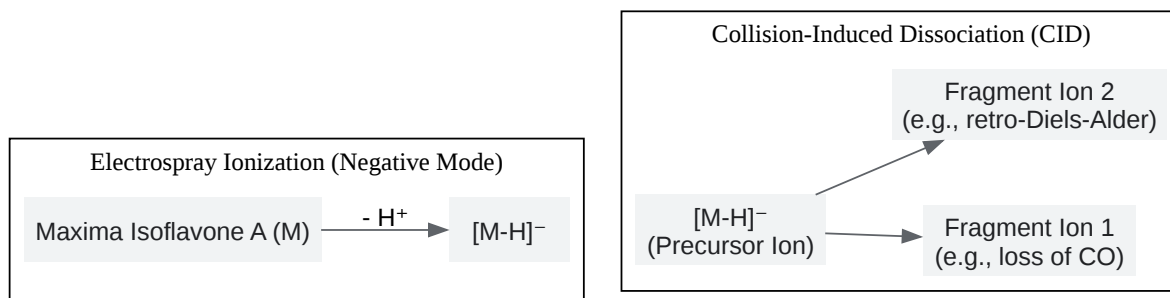 Electrospray Ionization (Negative Mode)
Maxima Isoflavone A (M)
- H⁺
[M-H]⁻
Collision-Induced Dissociation (CID)
[M-H]⁻
(Precursor Ion)
Fragment Ion 2
(e.g., retro-Diels-Alder)
Fragment Ion 1
(e.g., loss of CO)